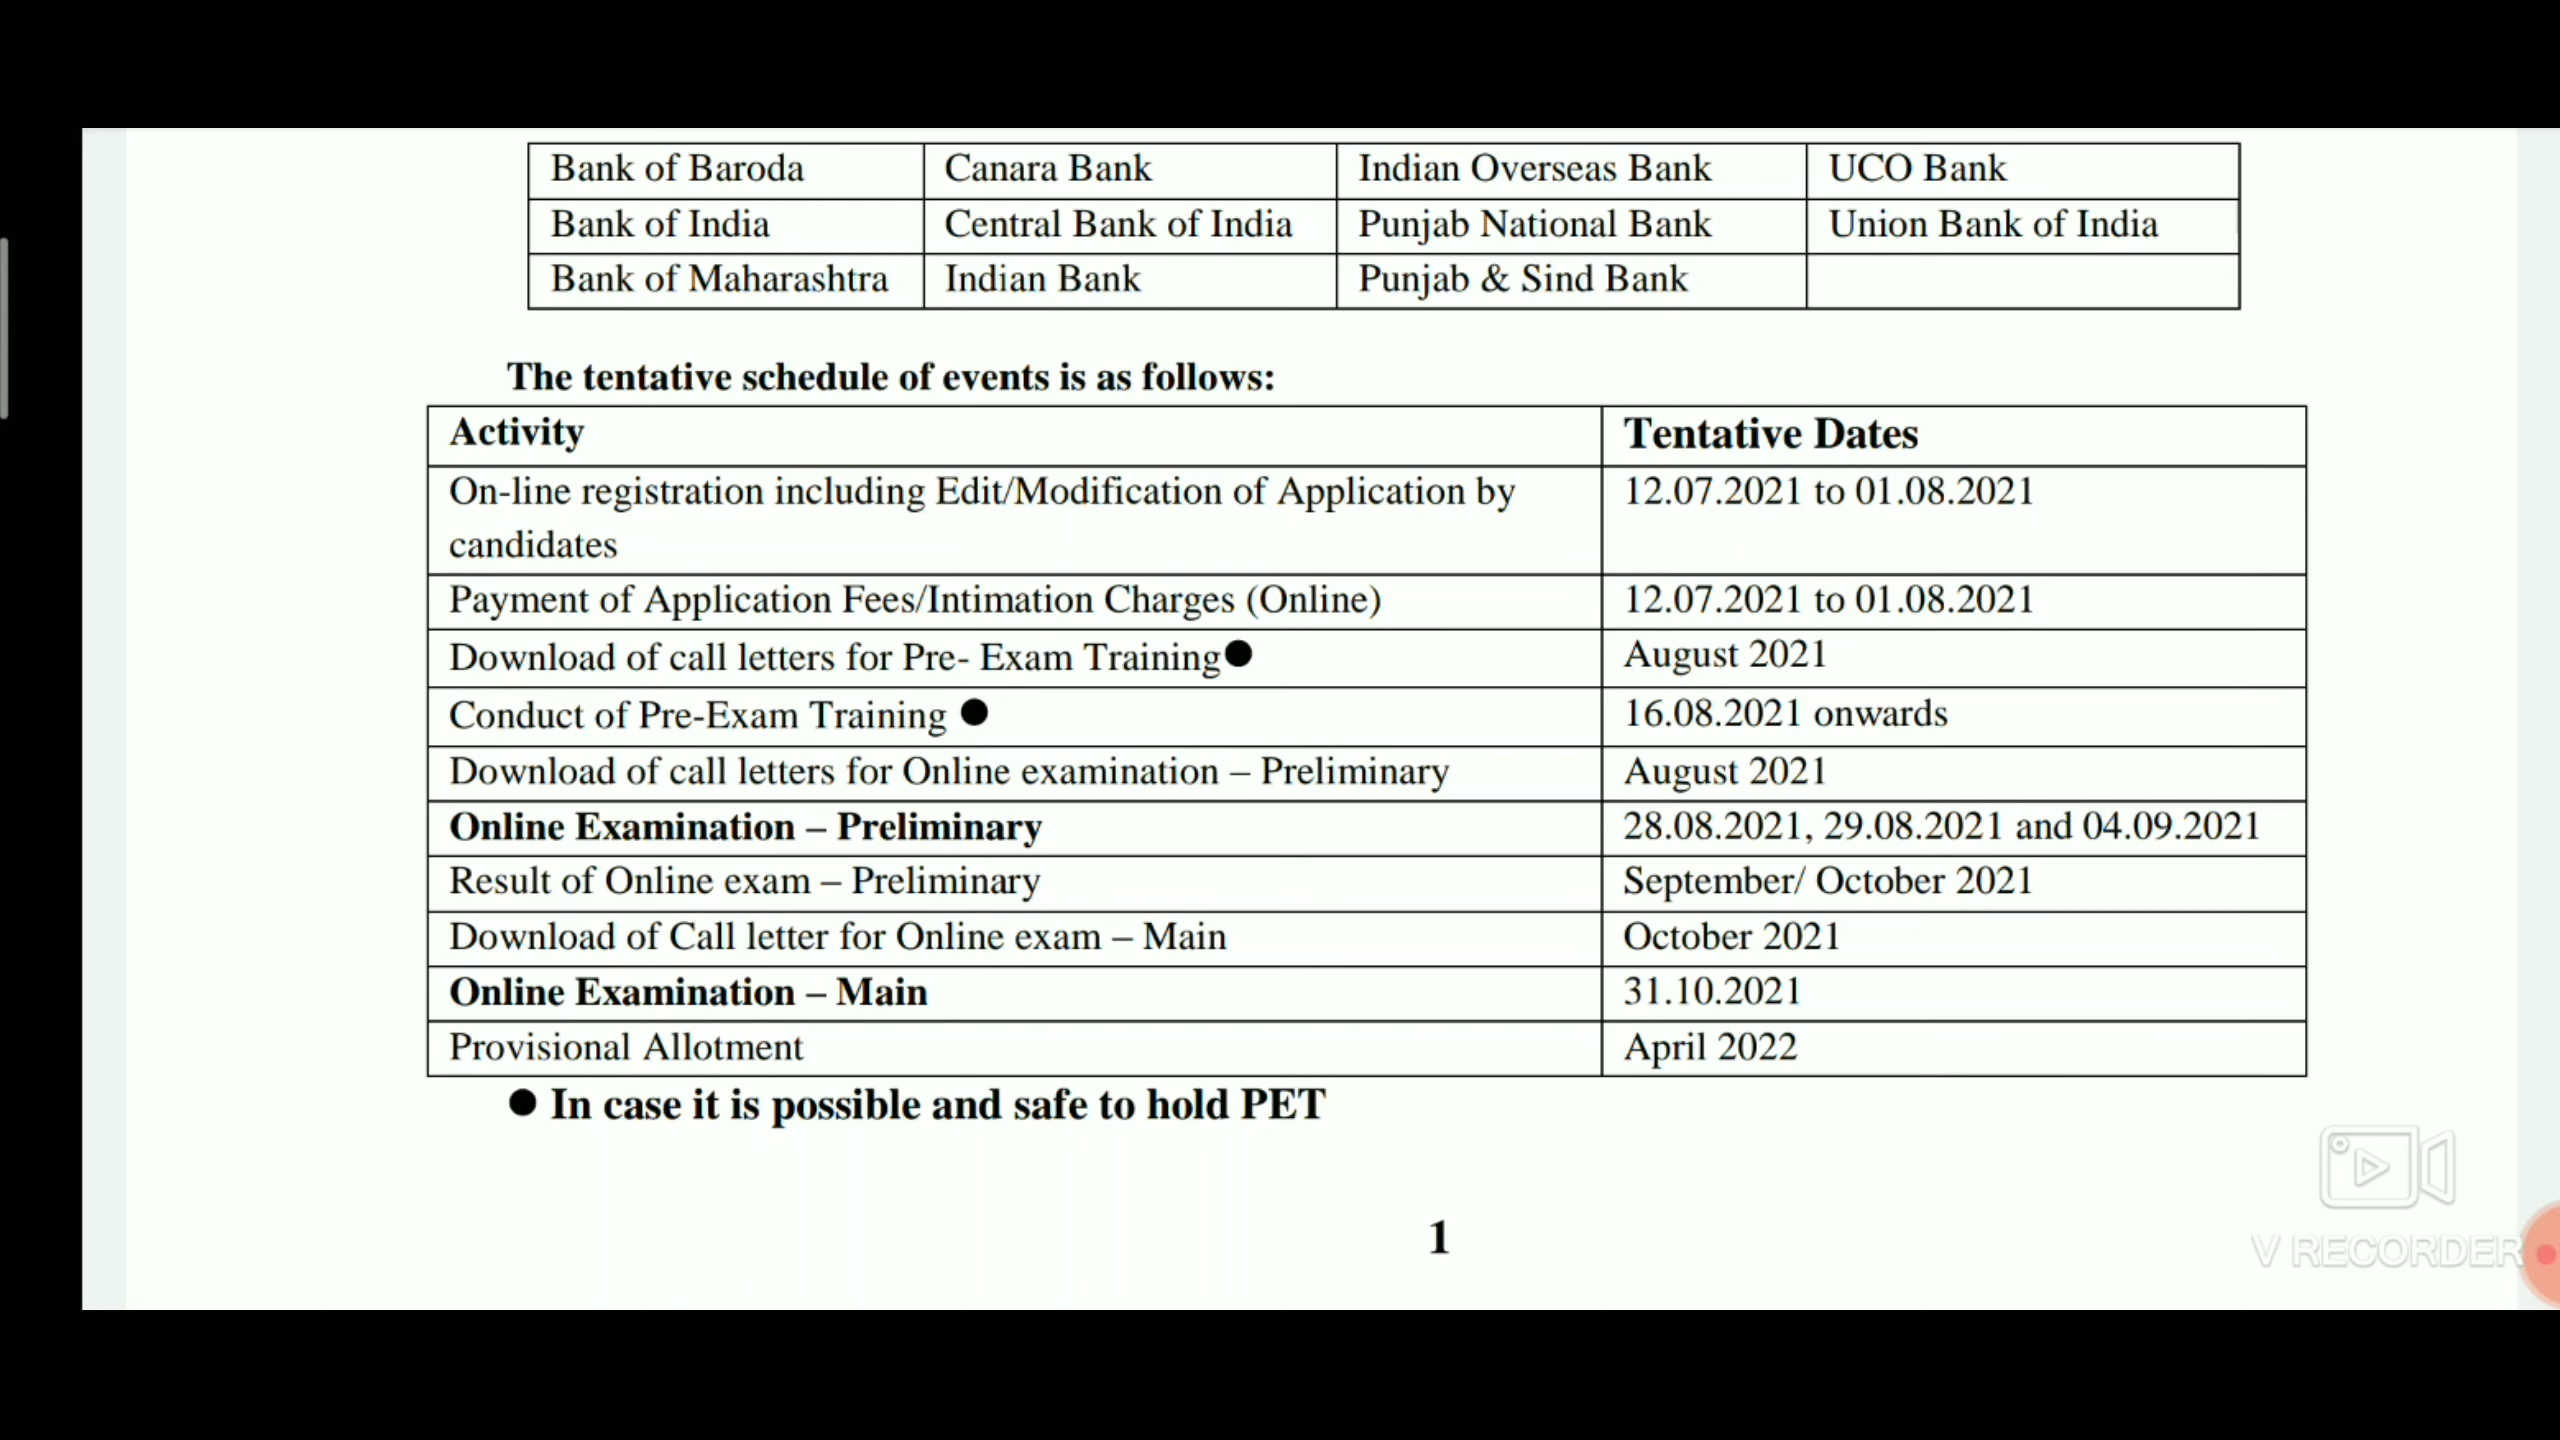 Bank of Baroda Canara Bank Indian Overseas Bank UCO Bank
Bank of India Central Bank of India Punjab National Bank Union Bank of India
Bank of Maharashtra Indian Bank Punjab & Sind Bank
The tentative schedule of events is as follows:
Activity Tentative Dates
On-line registration including Edit/Modification of Application by 12.07.2021 to 01.08.2021
candidates
Payment of Application Fees/Intimation Charges (Online) 12.07.2021 to 01.08.2021
Download of call letters for Pre- Exam Training● August 2021
Conduct of Pre-Exam Training ● 16.08.2021 onwards
Download of call letters for Online examination – Preliminary August 2021
Online Examination – Preliminary 28.08.2021, 29.08.2021 and 04.09.2021
Result of Online exam – Preliminary September/ October 2021
Download of Call letter for Online exam – Main October 2021
Online Examination – Main 31.10.2021
Provisional Allotment April 2022
● In case it is possible and safe to hold PET
1
V RECORDER